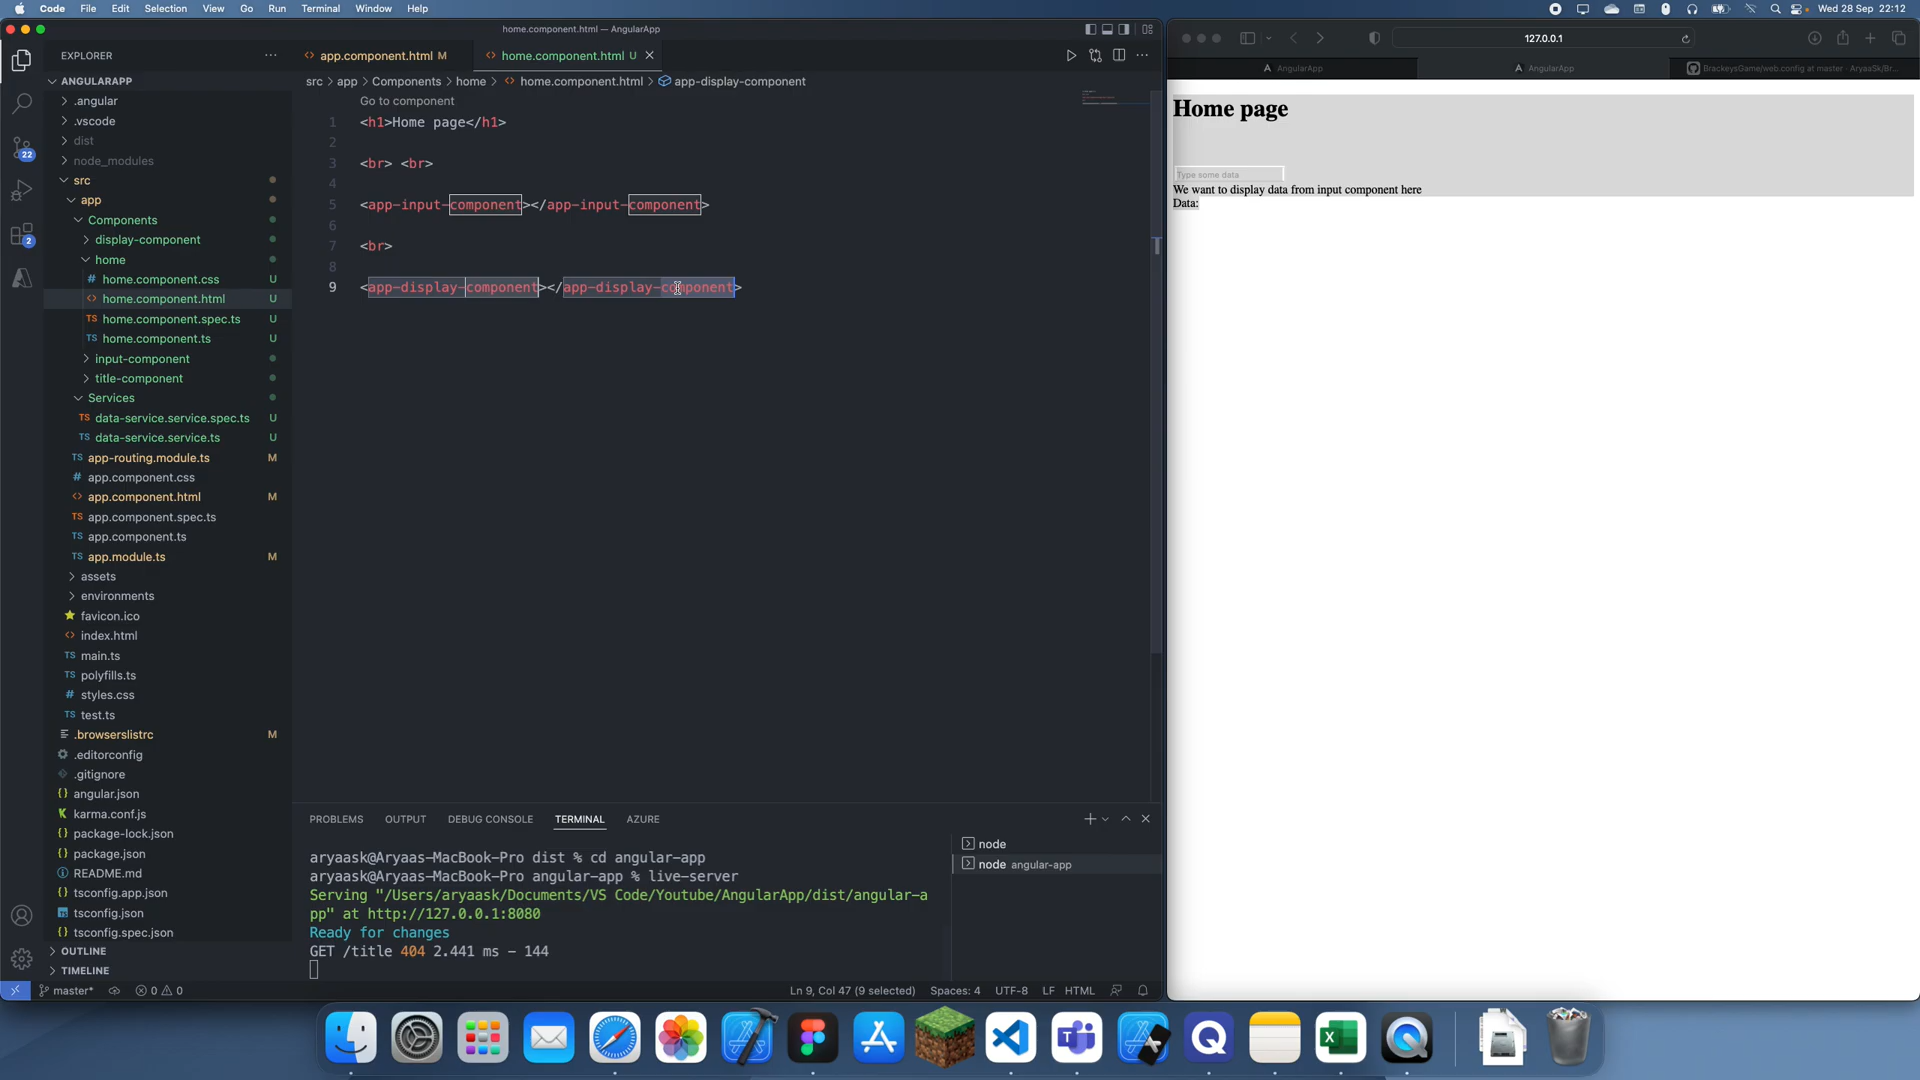 Code File Edit Selection View Go Run Terminal Window Help
Wed 28 Sep 22:12
home.component.html — AngularApp
127.0.0.1
EXPLORER
app.component.html M
home.component.html U
AngularApp
AngularApp
BrackeysGame/web.config at master · AryaaSk/Br...
src > app > Components > home > home.component.html > app-display-component
ANGULARAPP
.angular
.vscode
dist
node_modules
src
app
Components
display-component
home
home.component.css U
home.component.html U
home.component.spec.ts U
home.component.ts U
input-component
title-component
Services
data-service.service.spec.ts U
data-service.service.ts U
app-routing.module.ts M
app.component.css
app.component.html M
app.component.spec.ts
app.component.ts
app.module.ts M
assets
environments
favicon.ico
index.html
main.ts
polyfills.ts
styles.css
test.ts
.browserslistrc M
.editorconfig
.gitignore
angular.json
karma.conf.js
package-lock.json
package.json
README.md
tsconfig.app.json
tsconfig.json
tsconfig.spec.json
OUTLINE
TIMELINE
22
2
Go to component
1 <h1>Home page</h1>
2
3 <br> <br>
4
5 <app-input-component></app-input-component>
6
7 <br>
8
9 <app-display-component></app-display-component>
Home page
Type some data
We want to display data from input component here
Data:
PROBLEMS OUTPUT DEBUG CONSOLE TERMINAL AZURE
aryaask@Aryaas-MacBook-Pro dist % cd angular-app
aryaask@Aryaas-MacBook-Pro angular-app % live-server
Serving "/Users/aryaask/Documents/VS Code/Youtube/AngularApp/dist/angular-a
pp" at http://127.0.0.1:8080
Ready for changes
GET /title 404 2.441 ms - 144
node
node angular-app
master* 0 0
Ln 9, Col 47 (9 selected) Spaces: 4 UTF-8 LF HTML